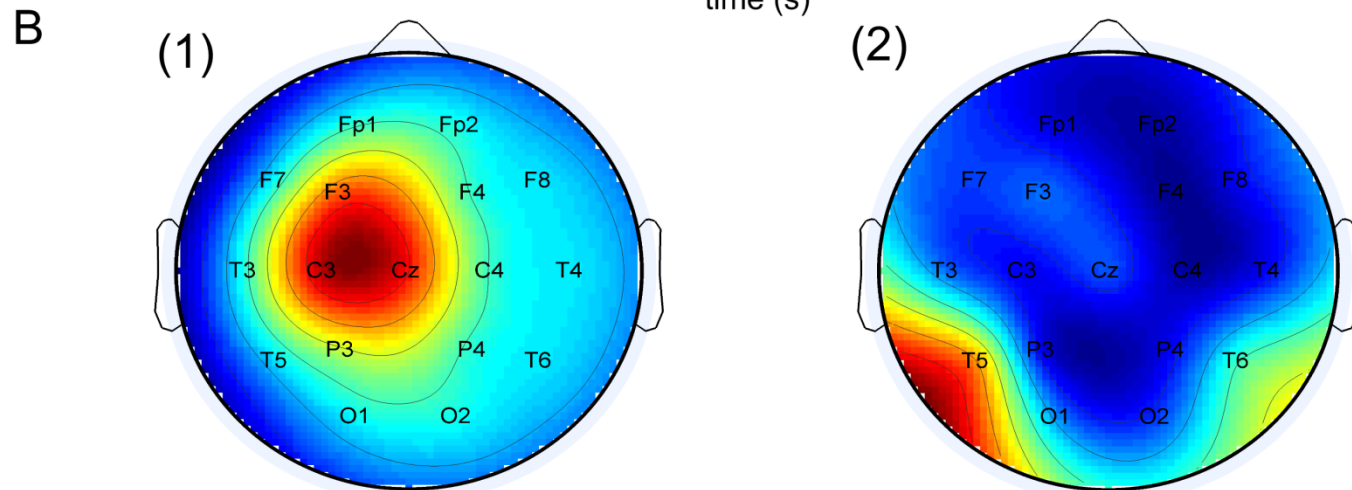 time (s)
B
(1)
(2)
Fp1 Fp2
F7 F3 F4 F8
T3 C3 Cz C4 T4
T5 P3 P4 T6
O1 O2
Fp1 Fp2
F7 F3 F4 F8
T3 C3 Cz C4 T4
T5 P3 P4 T6
O1 O2